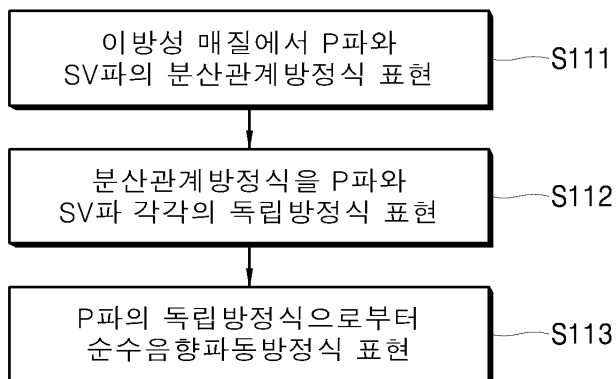 이방성 매질에서 P파와
SV파의 분산관계방정식 표현
S111
분산관계방정식을 P파와
SV파 각각의 독립방정식 표현
S112
P파의 독립방정식으로부터
순수음향파동방정식 표현
S113